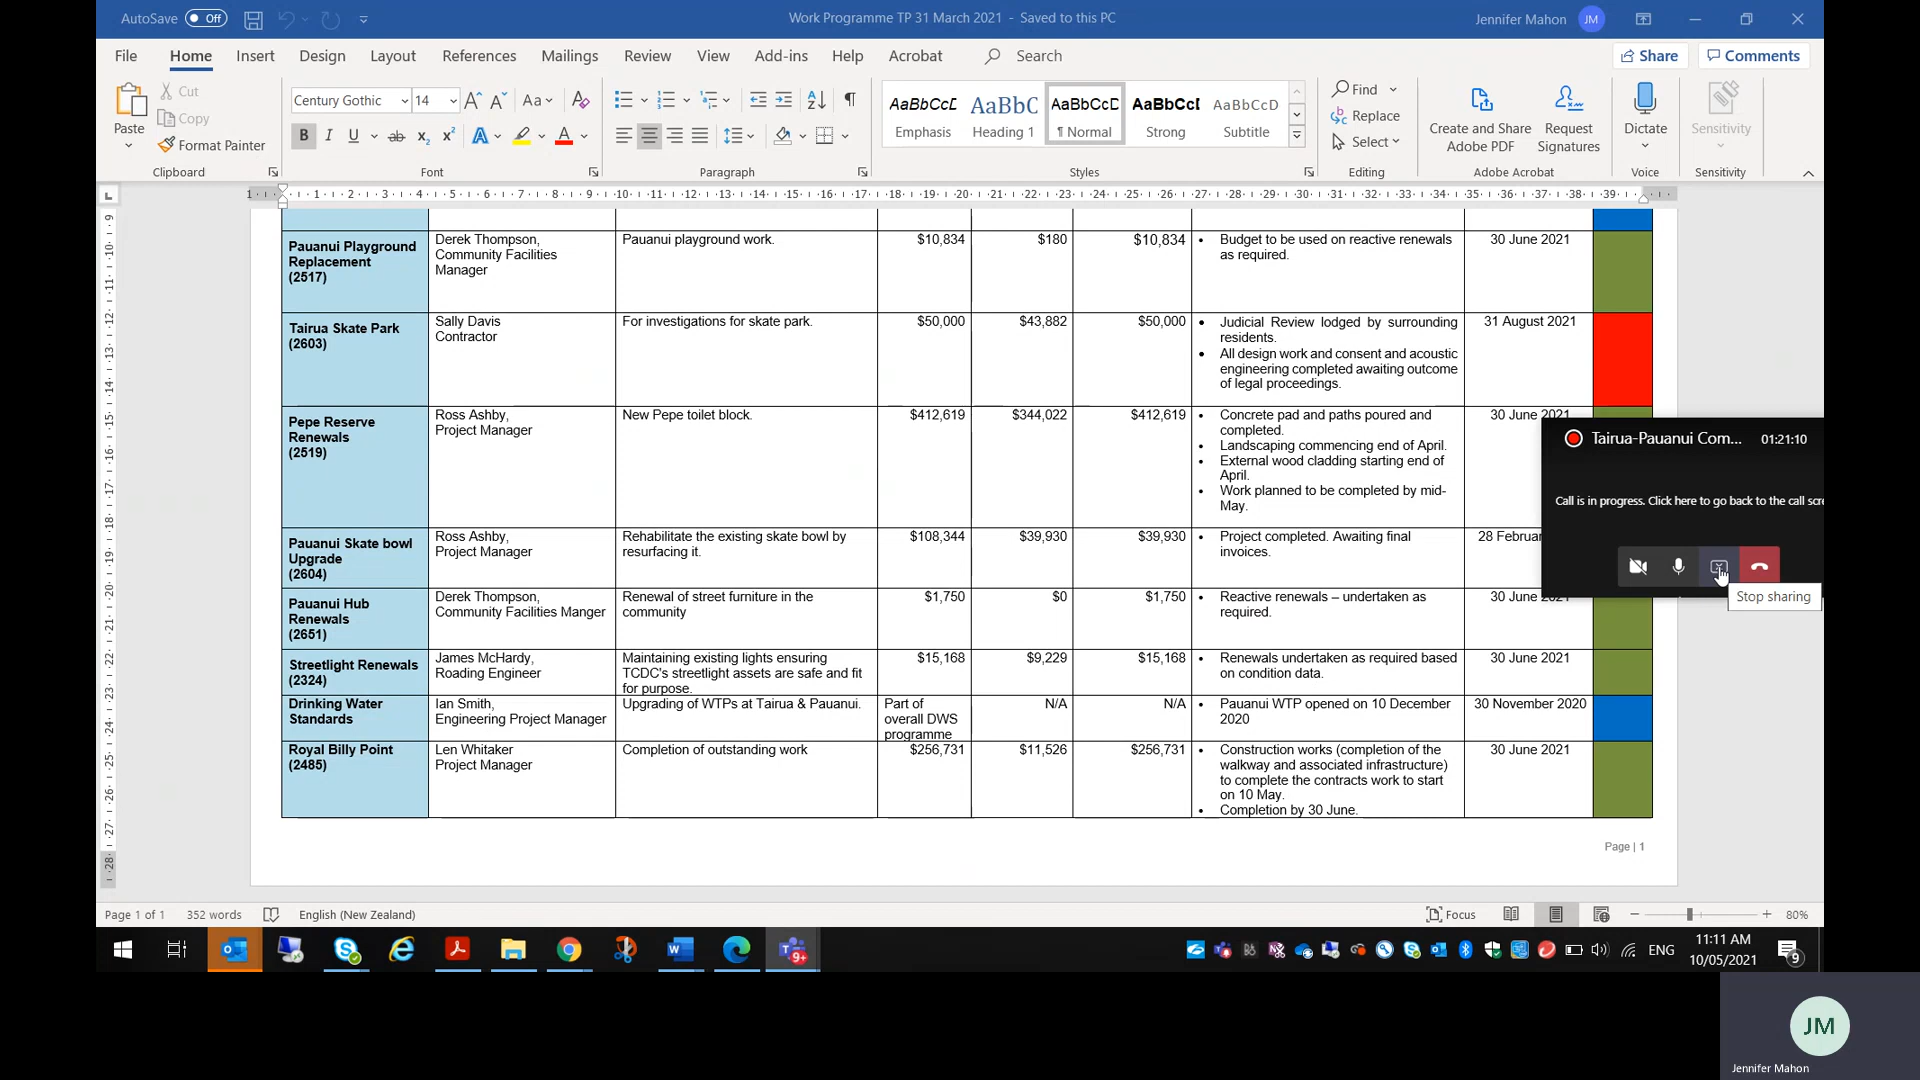 AutoSave Off
Work Programme TP 31 March 2021 - Saved to this PC
Jennifer Mahon JM
File Home Insert Design Layout References Mailings Review View Add-ins Help Acrobat Search
Share Comments
Paste
Cut
Copy
Format Painter
Clipboard
Century Gothic 14
Font
Paragraph
AaBbCcDc
Emphasis
AaBbC
Heading 1
AaBbCcD
¶ Normal
AaBbCcD
Strong
AaBbCcD
Subtitle
Styles
Find
Replace
Select
Editing
Create and Share Adobe PDF
Request Signatures
Adobe Acrobat
Dictate
Voice
Sensitivity
Sensitivity
Pauanui Playground
Replacement
(2517)
Derek Thompson,
Community Facilities
Manager
Pauanui playground work.
$10,834
$180
$10,834
• Budget to be used on reactive renewals
as required.
30 June 2021
Tairua Skate Park
(2603)
Sally Davis
Contractor
For investigations for skate park.
$50,000
$43,882
$50,000
• Judicial Review lodged by surrounding
residents.
• All design work and consent and acoustic
engineering completed awaiting outcome
of legal proceedings.
31 August 2021
Pepe Reserve
Renewals
(2519)
Ross Ashby,
Project Manager
New Pepe toilet block.
$412,619
$344,022
$412,619
• Concrete pad and paths poured and
completed.
• Landscaping commencing end of April.
• External wood cladding starting end of
April.
• Work planned to be completed by mid-
May.
30 June 2021
Tairua-Pauanui Com... 01:21:10
Call is in progress. Click here to go back to the call scre
Stop sharing
Pauanui Skate bowl
Upgrade
(2604)
Ross Ashby,
Project Manager
Rehabilitate the existing skate bowl by
resurfacing it.
$108,344
$39,930
$39,930
• Project completed. Awaiting final
invoices.
28 Februar
Pauanui Hub
Renewals
(2651)
Derek Thompson,
Community Facilities Manger
Renewal of street furniture in the
community
$1,750
$0
$1,750
• Reactive renewals – undertaken as
required.
30 June 2021
Streetlight Renewals
(2324)
James McHardy,
Roading Engineer
Maintaining existing lights ensuring
TCDC's streetlight assets are safe and fit
for purpose.
$15,168
$9,229
$15,168
• Renewals undertaken as required based
on condition data.
30 June 2021
Drinking Water
Standards
Ian Smith,
Engineering Project Manager
Upgrading of WTPs at Tairua & Pauanui.
Part of
overall DWS
programme
N/A
N/A
• Pauanui WTP opened on 10 December
2020
30 November 2020
Royal Billy Point
(2485)
Len Whitaker
Project Manager
Completion of outstanding work
$256,731
$11,526
$256,731
• Construction works (completion of the
walkway and associated infrastructure)
to complete the contracts work to start
on 10 May.
• Completion by 30 June.
30 June 2021
Page | 1
Page 1 of 1 352 words English (New Zealand)
Focus 80%
9+
ENG
11:11 AM
10/05/2021
9
JM
Jennifer Mahon